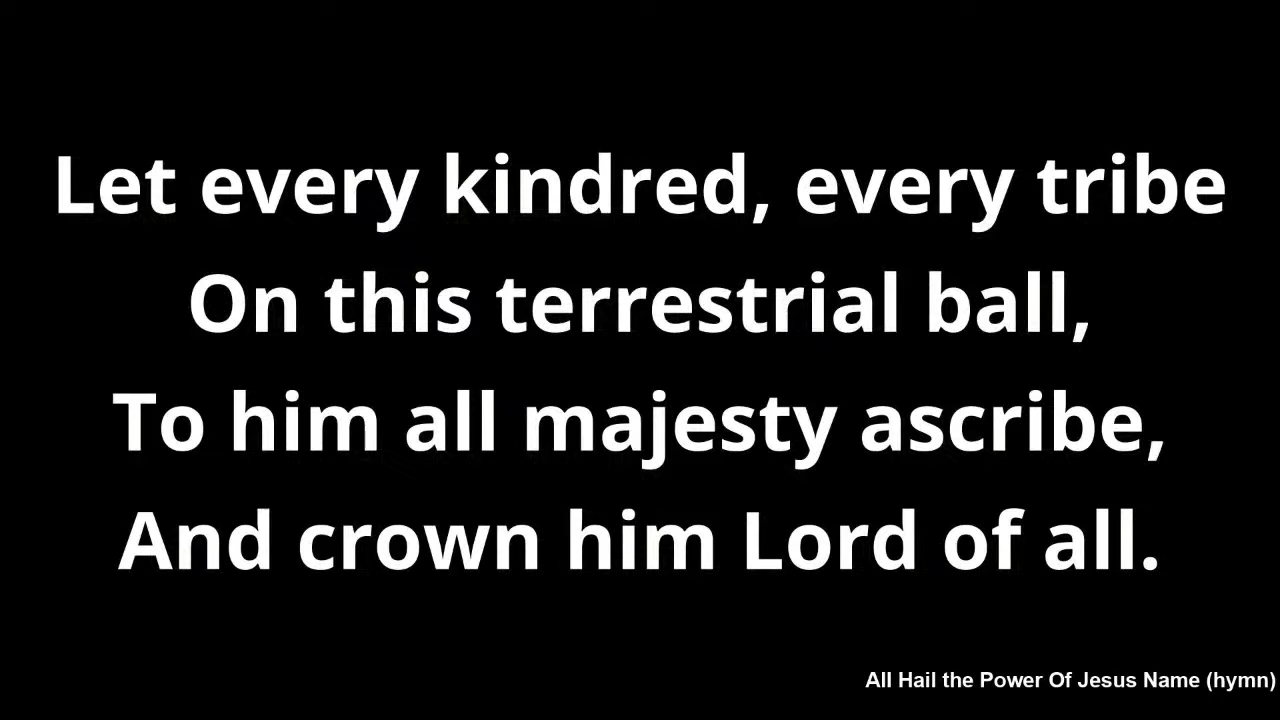 Let every kindred, every tribe
On this terrestrial ball,
To him all majesty ascribe,
And crown him Lord of all.
All Hail the Power Of Jesus Name (hymn)